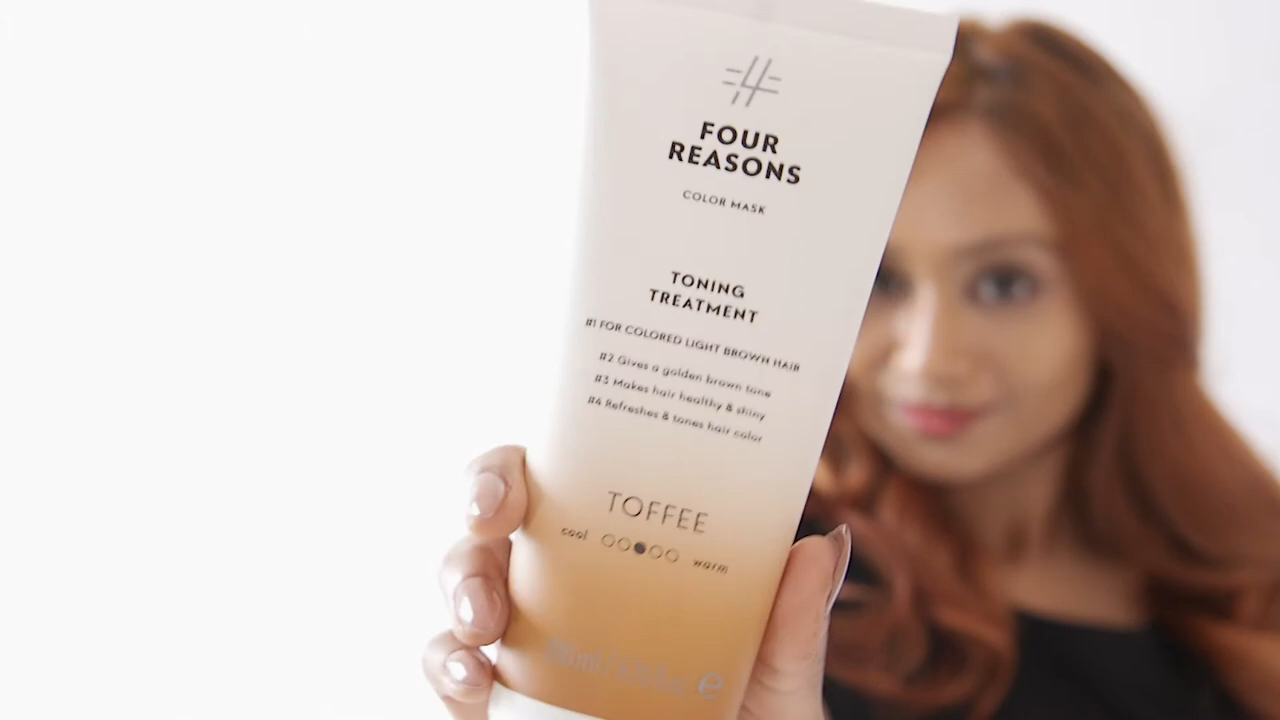 #4
FOUR
REASONS
COLOR MASK
TONING
TREATMENT
#1 FOR COLORED LIGHT BROWN HAIR
#2 Gives a golden brown tone
#3 Makes hair healthy & shiny
#4 Refreshes & tones hair color
TOFFEE
cool warm
e